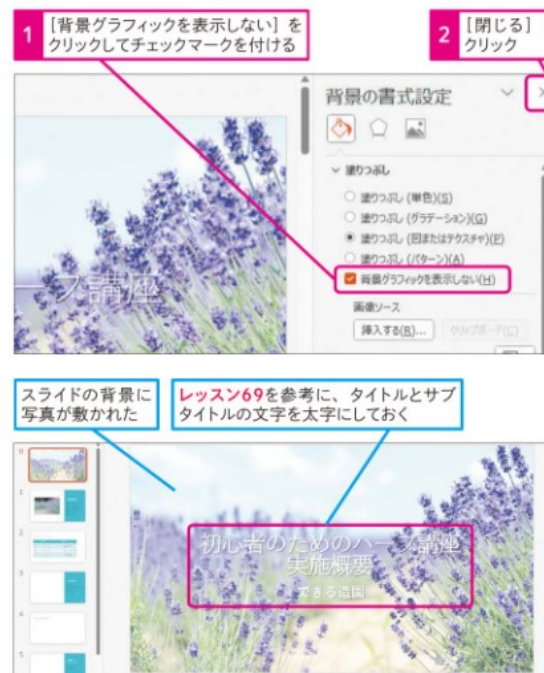 1
[背景グラフィックを表示しない] を
クリックしてチェックマークを付ける
2
[閉じる]
クリック
背景の書式設定
塗りつぶし
塗りつぶし (単色)(S)
塗りつぶし (グラデーション)(G)
塗りつぶし (図またはテクスチャ)(P)
塗りつぶし (パターン)(A)
背景グラフィックを表示しない(H)
画像ソース
挿入する(R)...
クリップボード(C)
ーブ講座
スライドの背景に
写真が敷かれた
レッスン69を参考に、タイトルとサブ
タイトルの文字を太字にしておく
0
1
2
3
4
5
初心者のためのハーブ講座
実施概要
できる造園